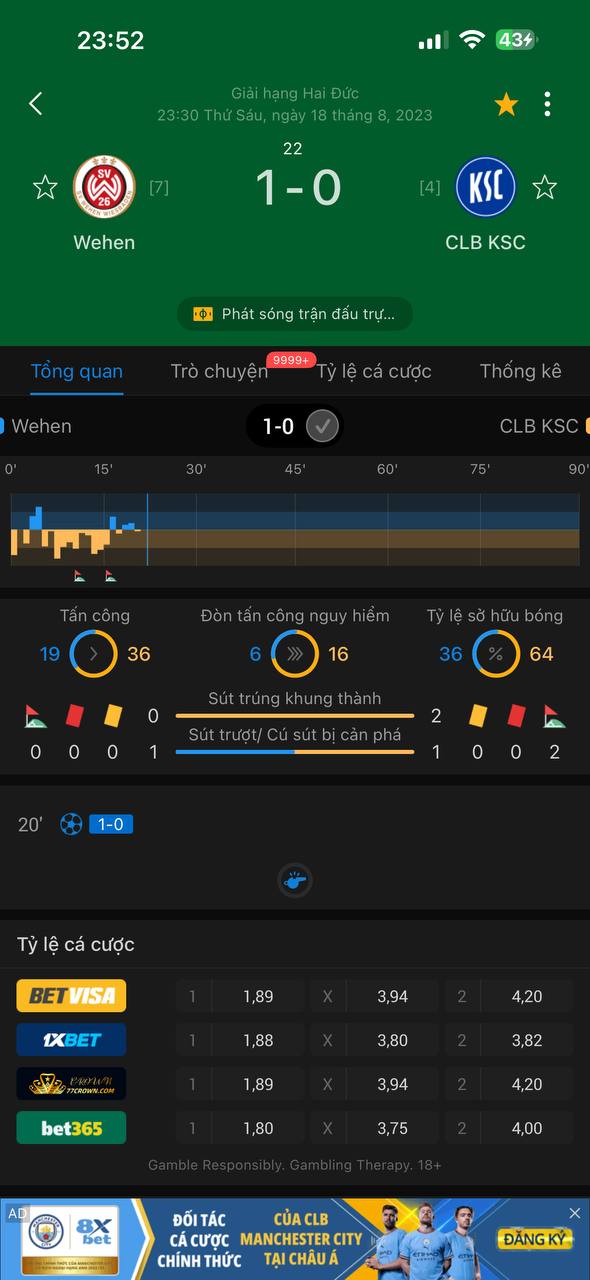 23:52
43
Giải hạng Hai Đức
23:30 Thứ Sáu, ngày 18 tháng 8, 2023
22
[7] 1-0 [4]
SV
26
SV WEHEN WIESBADEN
KSC
Wehen CLB KSC
Phát sóng trận đấu trự...
9999+
Tổng quan Trò chuyện Tỷ lệ cá cược Thống kê
Wehen 1-0 CLB KSC
0' 15' 30' 45' 60' 75' 90'
Tấn công Đòn tấn công nguy hiểm Tỷ lệ sở hữu bóng
19 36 6 16 36 % 64
Sút trúng khung thành
0 2
Sút trượt/ Cú sút bị cản phá
0 0 0 1 1 0 0 2
20' 1-0
Tỷ lệ cá cược
BETVISA 1 1,89 X 3,94 2 4,20
1XBET 1 1,88 X 3,80 2 3,82
CROWN 77CROWN.COM 1 1,89 X 3,94 2 4,20
bet365 1 1,80 X 3,75 2 4,00
Gamble Responsibly. Gambling Therapy. 18+
AD
MANCHESTER CITY
8X bet
ĐỐI TÁC
CÁ CƯỢC
CHÍNH THỨC
CỦA CLB
MANCHESTER CITY
TẠI CHÂU Á
ĐĂNG KÝ